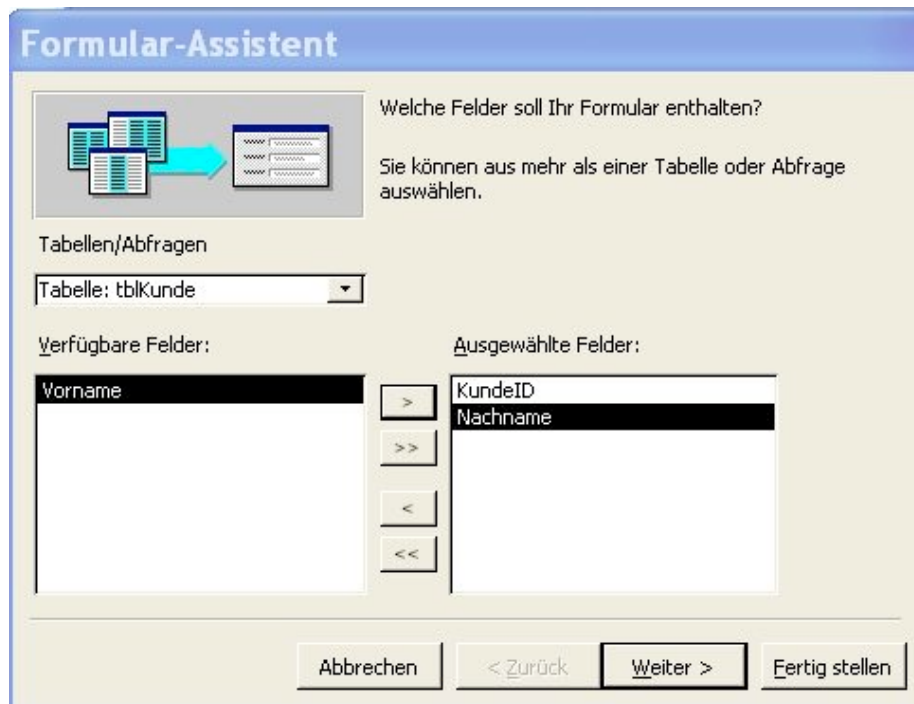 Formular-Assistent
Welche Felder soll Ihr Formular enthalten?
Sie können aus mehr als einer Tabelle oder Abfrage
auswählen.
Tabellen/Abfragen
Tabelle: tblKunde
Verfügbare Felder:
Ausgewählte Felder:
Vorname
KundeID
Nachname
>
>>
<
<<
Abbrechen
< Zurück
Weiter >
Fertig stellen